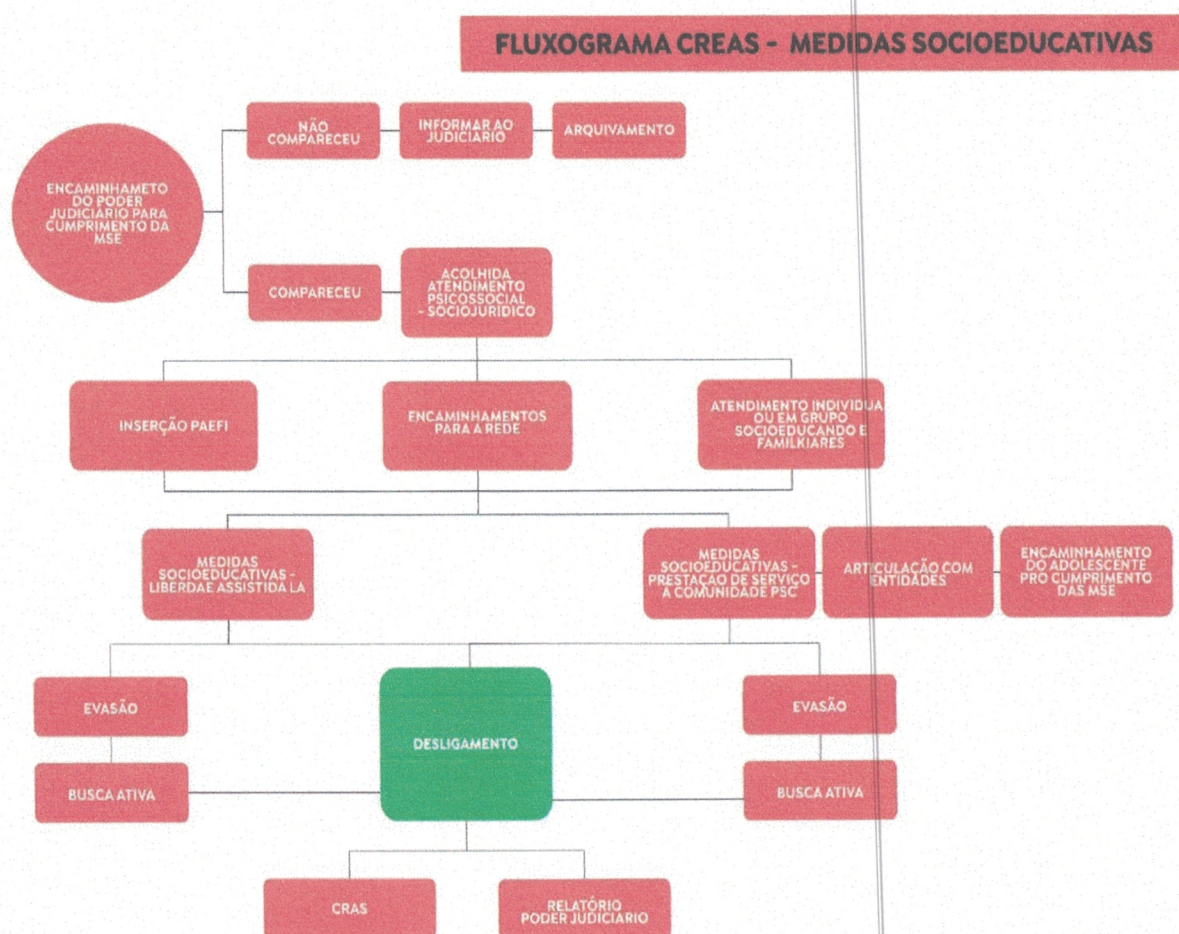 FLUXOGRAMA CREAS - MEDIDAS SOCIOEDUCATIVAS
ENCAMINHAMETO
DO PODER
JUDICIÁRIO PARA
CUMPRIMENTO DA
MSE
NÃO
COMPARECEU
INFORMAR AO
JUDICIÁRIO
ARQUIVAMENTO
COMPARECEU
ACOLHIDA
ATENDIMENTO
PSICOSSOCIAL
- SOCIOJURIDICO
INSERÇÃO PAEFI
ENCAMINHAMENTOS
PARA A REDE
ATENDIMENTO INDIVIDUA
OU EM GRUPO
SOCIOEDUCANDO E
FAMILKIARES
MEDIDAS
SOCIOEDUCATIVAS -
LIBERDAE ASSISTIDA LA
MEDIDAS
SOCIOEDUCATIVAS -
PRESTAÇAO DE SERVIÇO
A COMUNIDADE PSC
ARTICULAÇÃO COM
ENTIDADES
ENCAMINHAMENTO
DO ADOLESCENTE
PRO CUMPRIMENTO
DAS MSE
EVASÃO
DESLIGAMENTO
EVASÃO
BUSCA ATIVA
BUSCA ATIVA
CRAS
RELATÓRIO
PODER JUDICIARIO